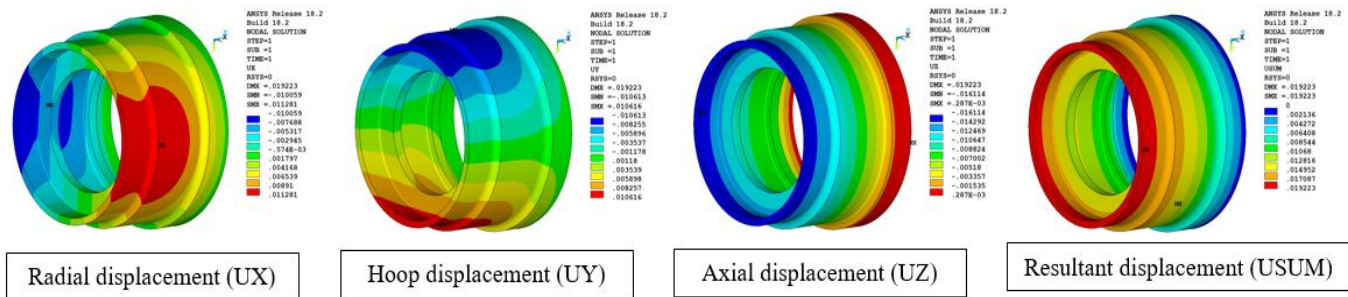 ANSYS Release 18.2
Build 18.2
NODAL SOLUTION
STEP=1
SUB =1
TIME=1
UX
RSYS=0
DMX =.019223
SMN =-.010059
SMX =.011281
-.010059
-.007688
-.005317
-.002945
-.574E-03
.001797
.004168
.006539
.00891
.011281
Radial displacement (UX)
ANSYS Release 18.2
Build 18.2
NODAL SOLUTION
STEP=1
SUB =1
TIME=1
UY
RSYS=0
DMX =.019223
SMN =-.010613
SMX =.010616
-.010613
-.008255
-.005896
-.003537
-.001178
.00118
.003539
.005898
.008257
.010616
Hoop displacement (UY)
ANSYS Release 18.2
Build 18.2
NODAL SOLUTION
STEP=1
SUB =1
TIME=1
UZ
RSYS=0
DMX =.019223
SMN =-.016114
SMX =.287E-03
-.016114
-.014292
-.012469
-.010647
-.008824
-.007002
-.00518
-.003357
-.001535
.287E-03
Axial displacement (UZ)
ANSYS Release 18.2
Build 18.2
NODAL SOLUTION
STEP=1
SUB =1
TIME=1
USUM
RSYS=0
DMX =.019223
SMX =.019223
0
.002136
.004272
.006408
.008544
.01068
.012816
.014952
.017087
.019223
Resultant displacement (USUM)